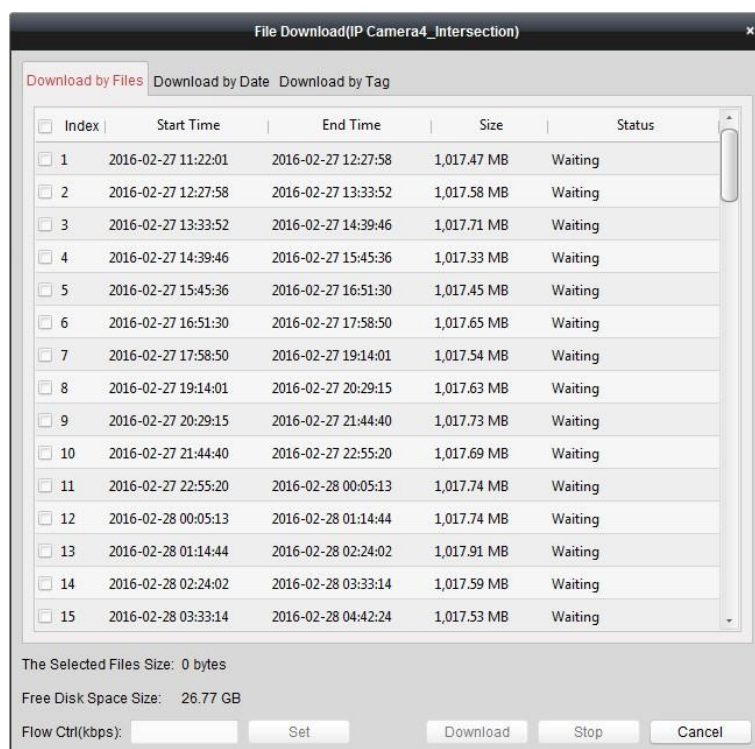 File Download(IP Camera4_Intersection) ×
Download by Files Download by Date Download by Tag
Index Start Time End Time Size Status
1 2016-02-27 11:22:01 2016-02-27 12:27:58 1,017.47 MB Waiting
2 2016-02-27 12:27:58 2016-02-27 13:33:52 1,017.58 MB Waiting
3 2016-02-27 13:33:52 2016-02-27 14:39:46 1,017.71 MB Waiting
4 2016-02-27 14:39:46 2016-02-27 15:45:36 1,017.33 MB Waiting
5 2016-02-27 15:45:36 2016-02-27 16:51:30 1,017.45 MB Waiting
6 2016-02-27 16:51:30 2016-02-27 17:58:50 1,017.65 MB Waiting
7 2016-02-27 17:58:50 2016-02-27 19:14:01 1,017.54 MB Waiting
8 2016-02-27 19:14:01 2016-02-27 20:29:15 1,017.63 MB Waiting
9 2016-02-27 20:29:15 2016-02-27 21:44:40 1,017.73 MB Waiting
10 2016-02-27 21:44:40 2016-02-27 22:55:20 1,017.69 MB Waiting
11 2016-02-27 22:55:20 2016-02-28 00:05:13 1,017.74 MB Waiting
12 2016-02-28 00:05:13 2016-02-28 01:14:44 1,017.74 MB Waiting
13 2016-02-28 01:14:44 2016-02-28 02:24:02 1,017.91 MB Waiting
14 2016-02-28 02:24:02 2016-02-28 03:33:14 1,017.59 MB Waiting
15 2016-02-28 03:33:14 2016-02-28 04:42:24 1,017.53 MB Waiting
The Selected Files Size: 0 bytes
Free Disk Space Size: 26.77 GB
Flow Ctrl(kbps): Set Download Stop Cancel